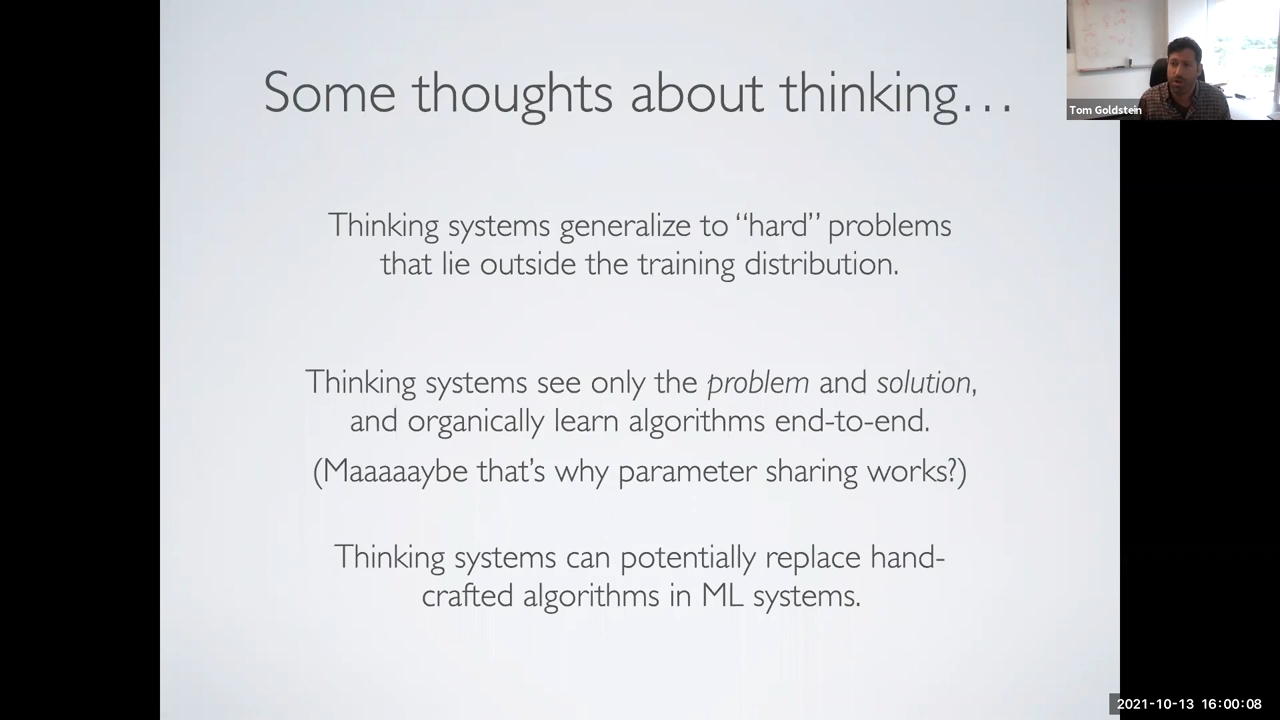 Some thoughts about thinking...
Tom Goldstein
Thinking systems generalize to “hard” problems
that lie outside the training distribution.
Thinking systems see only the problem and solution,
and organically learn algorithms end-to-end.
(Maaaaaybe that’s why parameter sharing works?)
Thinking systems can potentially replace hand-
crafted algorithms in ML systems.
2021-10-13 16:00:08